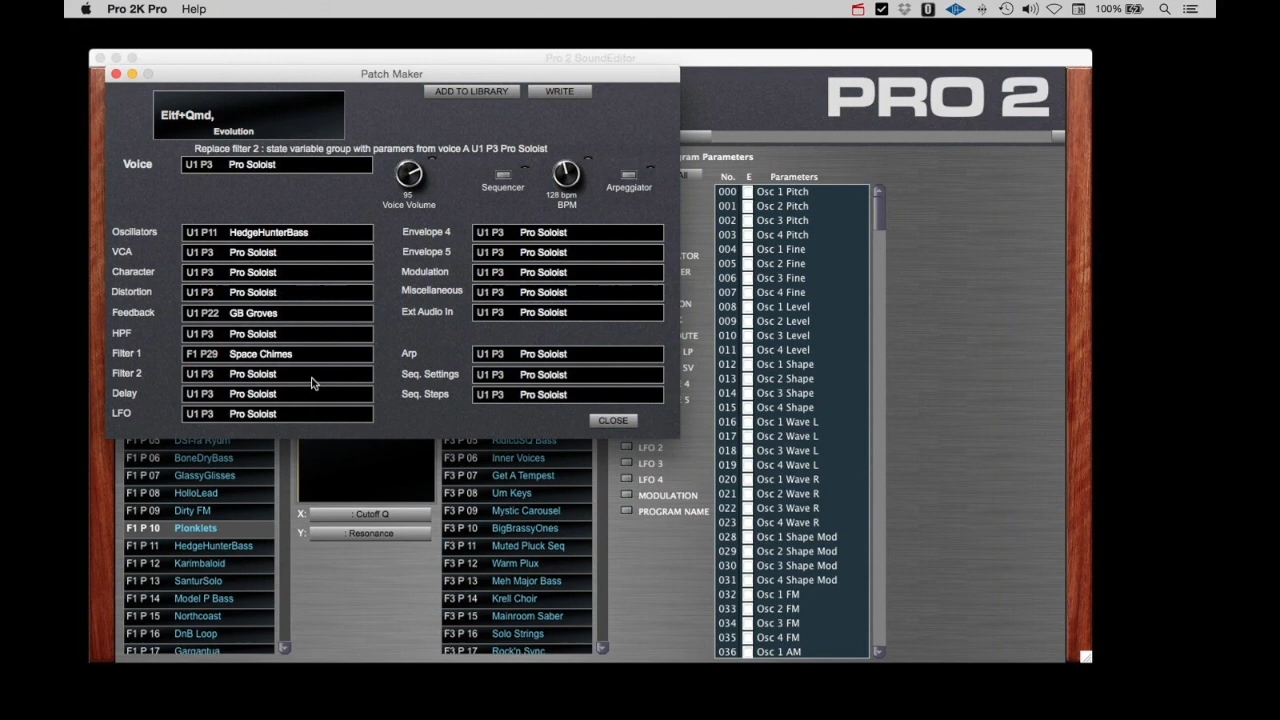 Pro 2K Pro Help
100%
Pro 2 SoundEditor
Patch Maker
ADD TO LIBRARY WRITE
PRO 2
Eitf+Qmd,
Evolution
Replace filter 2 : state variable group with paramers from voice A U1 P3 Pro Soloist
Voice U1 P3 Pro Soloist
95
Voice Volume
Sequencer
128 bpm
BPM
Arpeggiator
Oscillators U1 P11 HedgeHunterBass
VCA U1 P3 Pro Soloist
Character U1 P3 Pro Soloist
Distortion U1 P3 Pro Soloist
Feedback U1 P22 GB Groves
HPF U1 P3 Pro Soloist
Filter 1 F1 P29 Space Chimes
Filter 2 U1 P3 Pro Soloist
Delay U1 P3 Pro Soloist
LFO U1 P3 Pro Soloist
Envelope 4 U1 P3 Pro Soloist
Envelope 5 U1 P3 Pro Soloist
Modulation U1 P3 Pro Soloist
Miscellaneous U1 P3 Pro Soloist
Ext Audio In U1 P3 Pro Soloist
Arp U1 P3 Pro Soloist
Seq. Settings U1 P3 Pro Soloist
Seq. Steps U1 P3 Pro Soloist
CLOSE
F1 P 06 BoneDryBass
F1 P 07 GlassyGlisses
F1 P 08 HolloLead
F1 P 09 Dirty FM
F1 P 10 Plonklets
F1 P 11 HedgeHunterBass
F1 P 12 Karimbaloid
F1 P 13 SanturSolo
F1 P 14 Model P Bass
F1 P 15 Northcoast
F1 P 16 DnB Loop
F1 P 17 Gargantua
X: : Cutoff Q
Y: : Resonance
F3 P 05 RidicuSQ Bass
F3 P 06 Inner Voices
F3 P 07 Get A Tempest
F3 P 08 Um Keys
F3 P 09 Mystic Carousel
F3 P 10 BigBrassyOnes
F3 P 11 Muted Pluck Seq
F3 P 12 Warm Plux
F3 P 13 Meh Major Bass
F3 P 14 Krell Choir
F3 P 15 Mainroom Saber
F3 P 16 Solo Strings
F3 P 17 Rock'n Sync
LFO 2
LFO 3
LFO 4
MODULATION
PROGRAM NAME
gram Parameters
No. E Parameters
000 Osc 1 Pitch
001 Osc 2 Pitch
002 Osc 3 Pitch
003 Osc 4 Pitch
004 Osc 1 Fine
005 Osc 2 Fine
006 Osc 3 Fine
007 Osc 4 Fine
008 Osc 1 Level
009 Osc 2 Level
010 Osc 3 Level
011 Osc 4 Level
012 Osc 1 Shape
013 Osc 2 Shape
014 Osc 3 Shape
015 Osc 4 Shape
016 Osc 1 Wave L
017 Osc 2 Wave L
018 Osc 3 Wave L
019 Osc 4 Wave L
020 Osc 1 Wave R
021 Osc 2 Wave R
022 Osc 3 Wave R
023 Osc 4 Wave R
028 Osc 1 Shape Mod
029 Osc 2 Shape Mod
030 Osc 3 Shape Mod
031 Osc 4 Shape Mod
032 Osc 1 FM
033 Osc 2 FM
034 Osc 3 FM
035 Osc 4 FM
036 Osc 1 AM